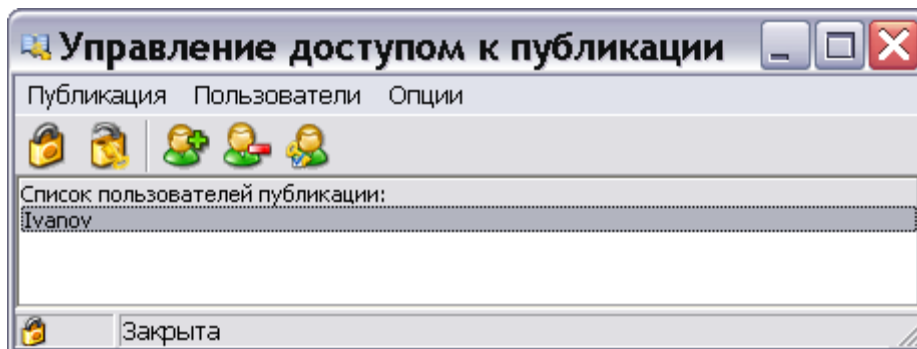 Управление доступом к публикации
Публикация Пользователи Опции
Список пользователей публикации:
Ivanov
Закрыта